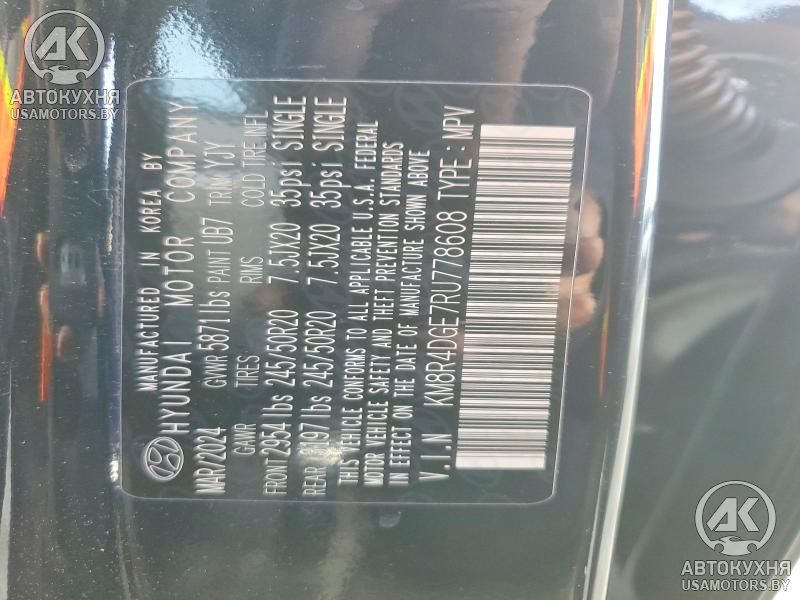 MANUFACTURED IN KOREA BY
HYUNDAI MOTOR COMPANY
MAR/2024 GVWR 5871lbs PAINT UB7 TRIM YJY
GAWR TIRES RIMS COLD TIRE INFL
FRONT 2954 lbs 245/50R20 7.5JX20 35psi SINGLE
REAR lbs 245/50R20 7.5JX20 35psi SINGLE
THIS VEHICLE CONFORMS TO ALL APPLICABLE U.S.A. FEDERAL
MOTOR VEHICLE SAFETY AND THEFT PREVENTION STANDARDS
IN EFFECT ON THE DATE OF MANUFACTURE SHOWN ABOVE
V.I.N KM8R4DGE7RU778608 TYPE : MPV
АК
АВТОКУХНЯ
USAMOTORS.BY
АК
АВТОКУХНЯ
USAMOTORS.BY